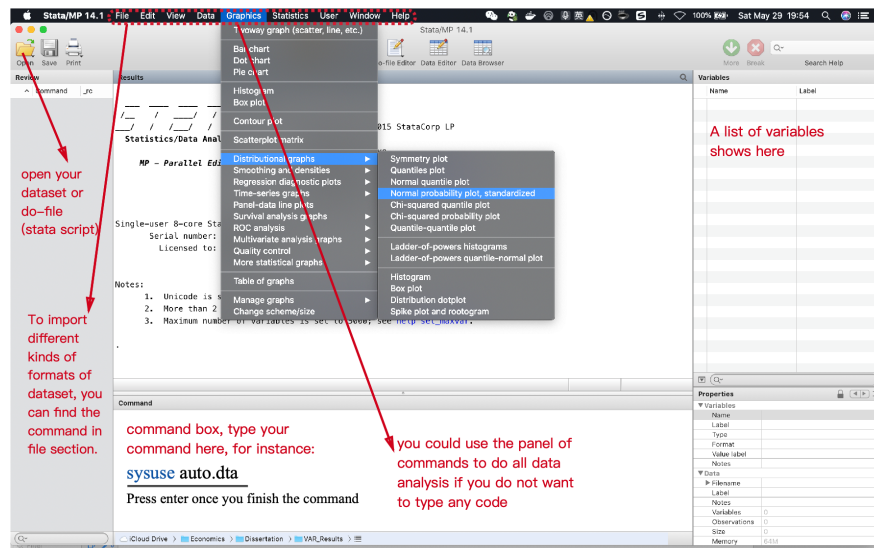 Stata/MP 14.1 File Edit View Data Graphics Statistics User Window Help 英 100% Sat May 29 19:54
Stata/MP 14.1
Open Save Print
Do-file Editor Data Editor Data Browser
More Break Search Help
Review
Command _rc
Results
Variables
Name Label
Twoway graph (scatter, line, etc.)
Bar chart
Dot chart
Pie chart
Histogram
Box plot
Contour plot
Scatterplot matrix
Distributional graphs
Smoothing and densities
Regression diagnostic plots
Time-series graphs
Panel-data line plots
Survival analysis graphs
ROC analysis
Multivariate analysis graphs
Quality control
More statistical graphs
Table of graphs
Manage graphs
Change scheme/size
Symmetry plot
Quantiles plot
Normal quantile plot
Normal probability plot, standardized
Chi-squared quantile plot
Chi-squared probability plot
Quantile-quantile plot
Ladder-of-powers histograms
Ladder-of-powers quantile-normal plot
Histogram
Box plot
Distribution dotplot
Spike plot and rootogram
015 StataCorp LP
Statistics/Data Anal
MP - Parallel Edi
Single-user 8-core Sta
Serial number:
Licensed to:
Notes:
1. Unicode is s
2. More than 2
3. Maximum number of variables is set to 5000; see help set_maxvar.
.
open your
dataset or
do-file
(stata script)
To import
different
kinds of
formats of
dataset, you
can find the
command in
file section.
A list of variables
shows here
Command
command box, type your
command here, for instance:
sysuse auto.dta
Press enter once you finish the command
you could use the panel of
commands to do all data
analysis if you do not want
to type any code
Properties
Variables
Name
Label
Type
Format
Value label
Notes
Data
Filename
Label
Notes
Variables 0
Observations 0
Size 0
Memory 64M
iCloud Drive > Economics > Dissertation > VAR_Results >